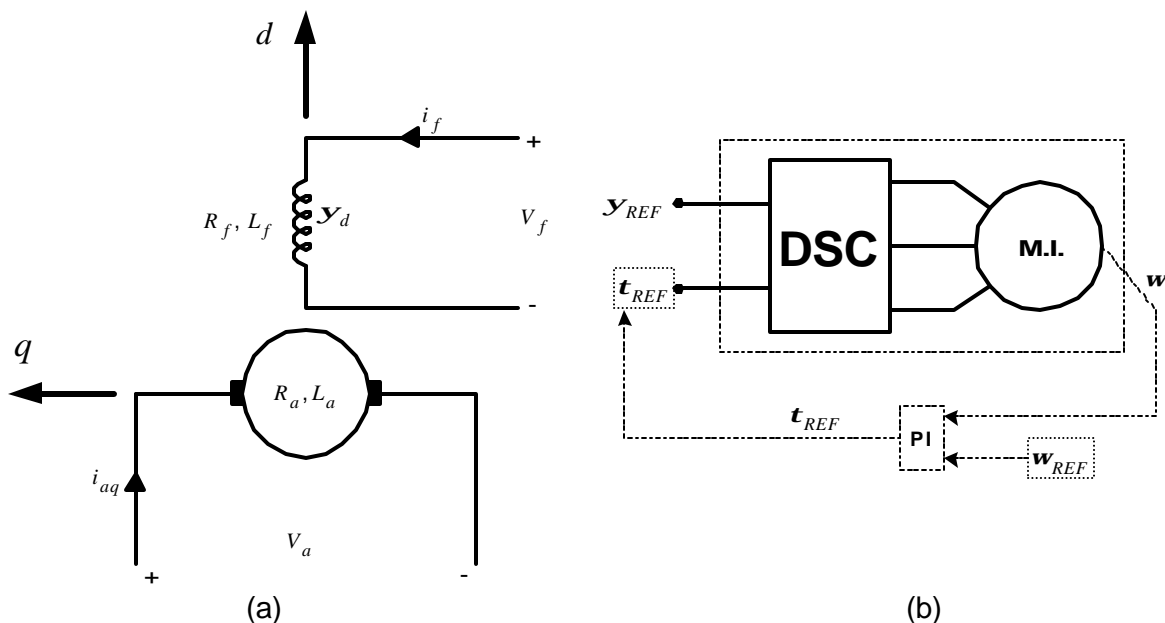 d
i_f
+
R_f, L_f
y_d
V_f
-
q
R_a, L_a
i_aq
V_a
+
-
(a)
y_REF
DSC
M.I.
w
t_REF
t_REF
PI
w_REF
(b)